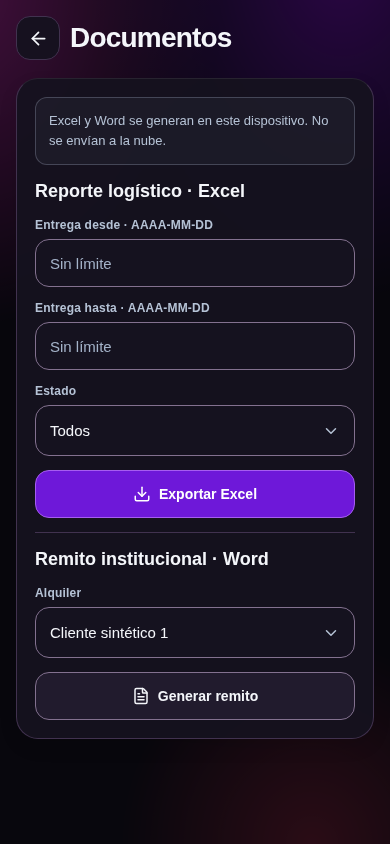 Documentos
Excel y Word se generan en este dispositivo. No
se envían a la nube.
Reporte logístico · Excel
Entrega desde · AAAA-MM-DD
Sin límite
Entrega hasta · AAAA-MM-DD
Sin límite
Estado
Todos
Exportar Excel
Remito institucional · Word
Alquiler
Cliente sintético 1
Generar remito